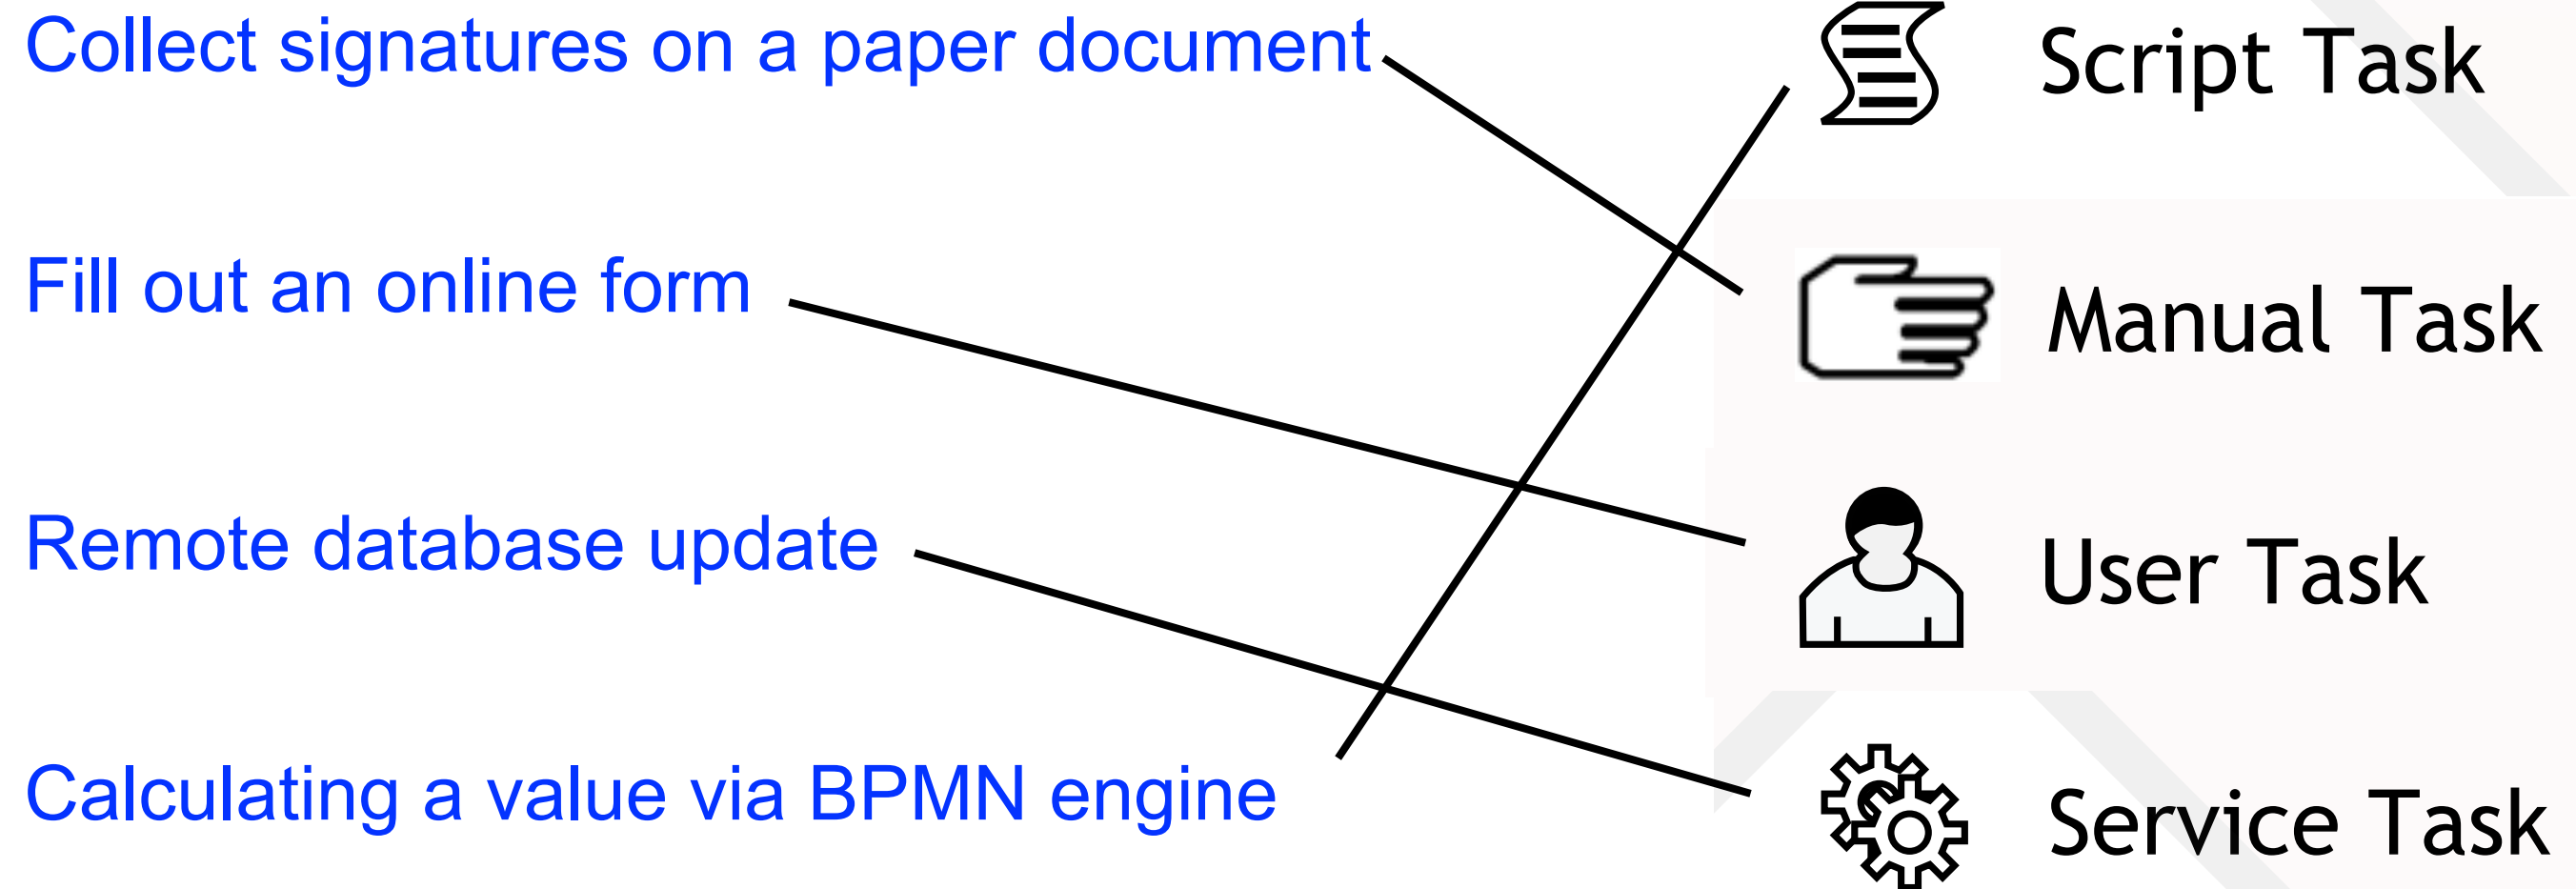 Collect signatures on a paper document
Script Task
Fill out an online form
Manual Task
Remote database update
User Task
Calculating a value via BPMN engine
Service Task